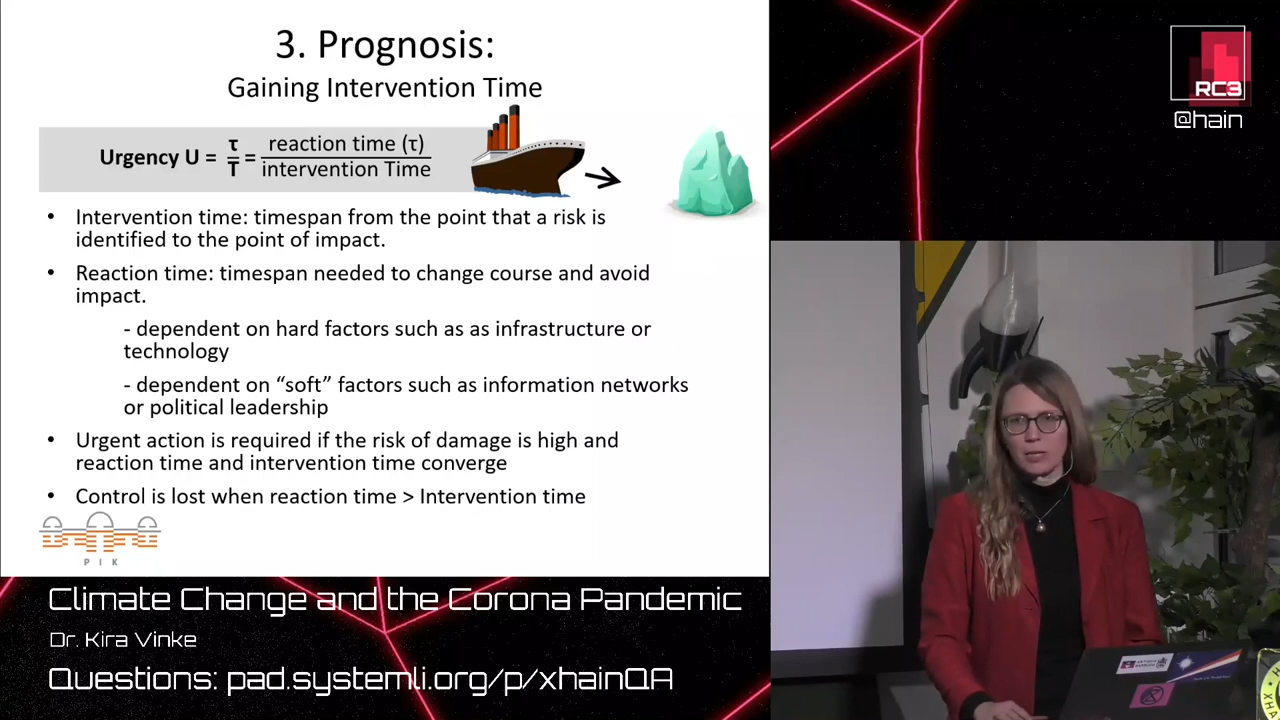 3. Prognosis:
Gaining Intervention Time
Urgency U = τ/T = reaction time (τ)/intervention Time
• Intervention time: timespan from the point that a risk is
identified to the point of impact.
• Reaction time: timespan needed to change course and avoid
impact.
- dependent on hard factors such as as infrastructure or
technology
- dependent on “soft” factors such as information networks
or political leadership
• Urgent action is required if the risk of damage is high and
reaction time and intervention time converge
• Control is lost when reaction time > Intervention time
PIK
RC3
@hain
Climate Change and the Corona Pandemic
Dr. Kira Vinke
Questions: pad.systemli.org/p/xhainQA